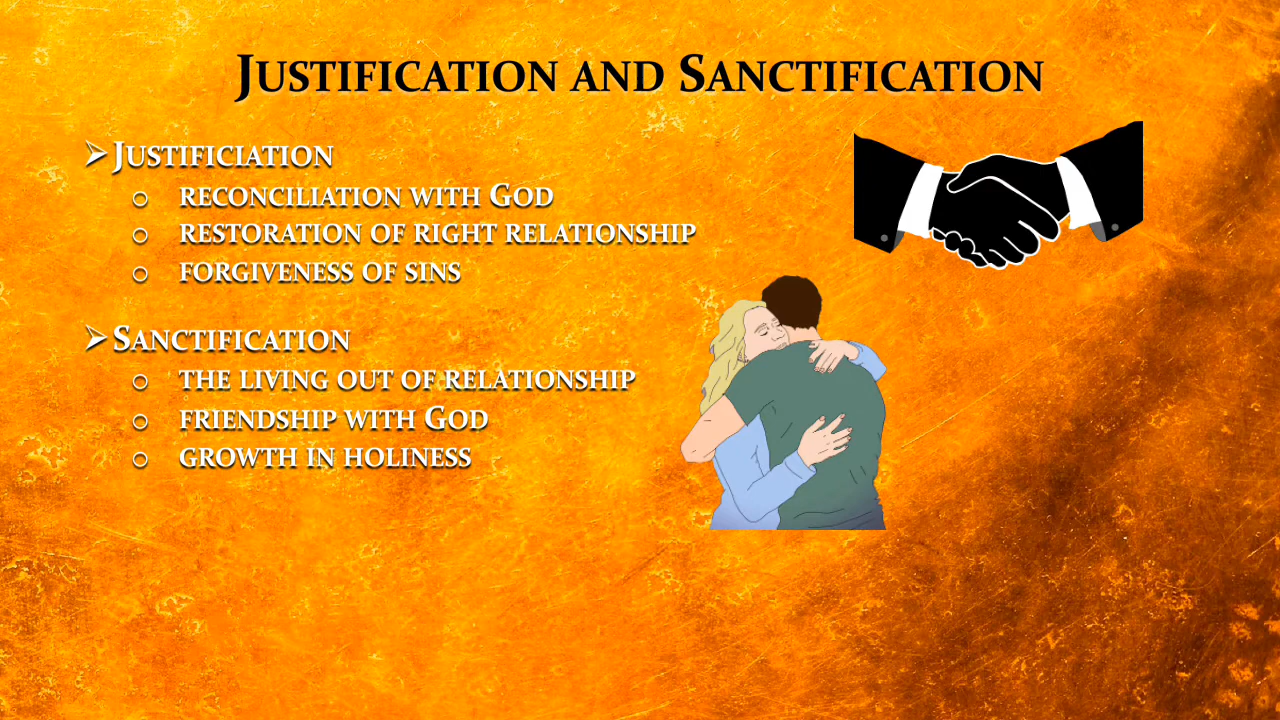 Justification and Sanctification
➢ Justificiation
o reconciliation with God
o restoration of right relationship
o forgiveness of sins
➢ Sanctification
o the living out of relationship
o friendship with God
o growth in holiness